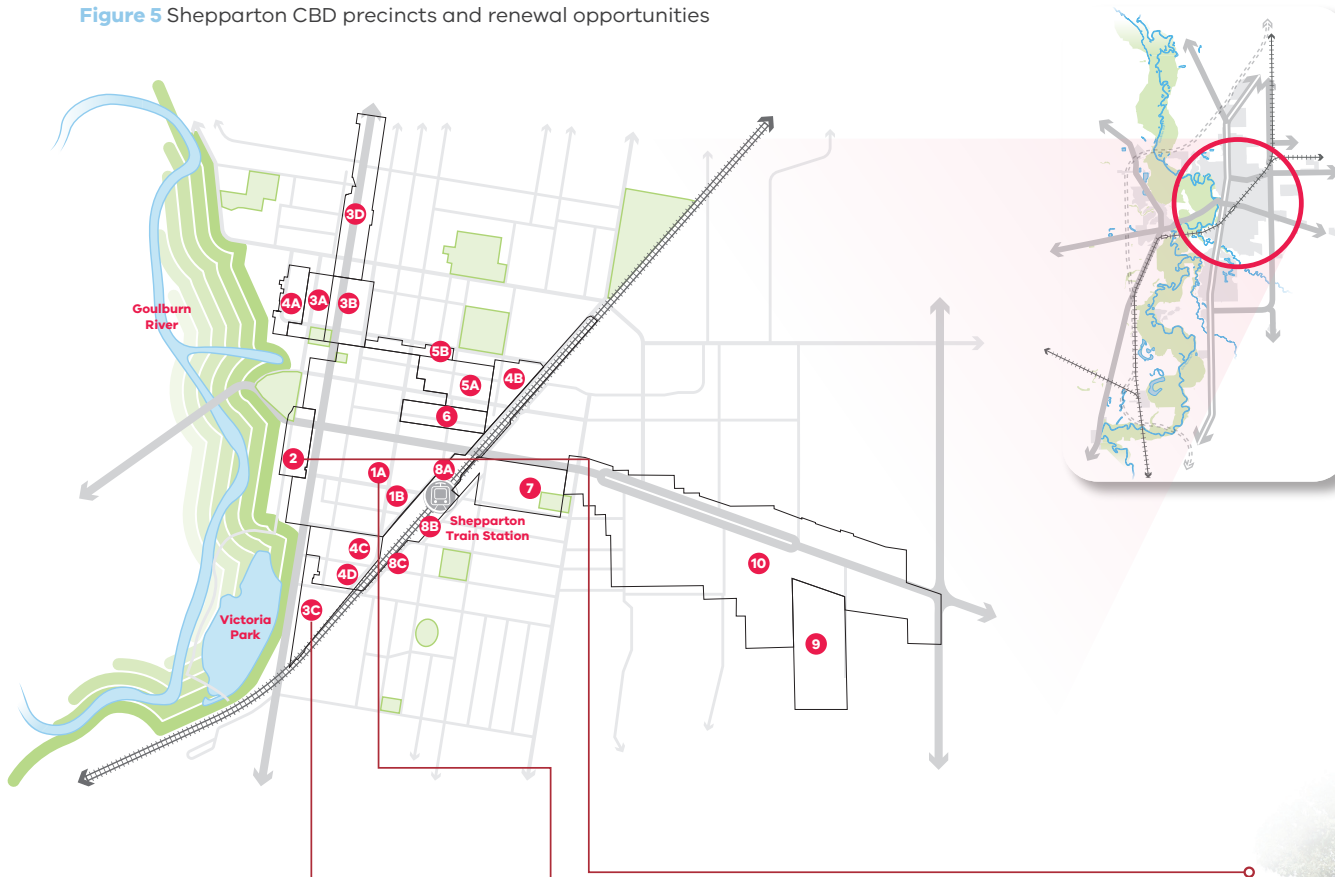 Figure 5 Shepparton CBD precincts and renewal opportunities
3D
Goulburn
River
4A
3A
3B
5B
5A
4B
6
2
1A
8A
1B
7
8B
Shepparton
Train Station
4C
8C
4D
10
3C
Victoria
Park
9